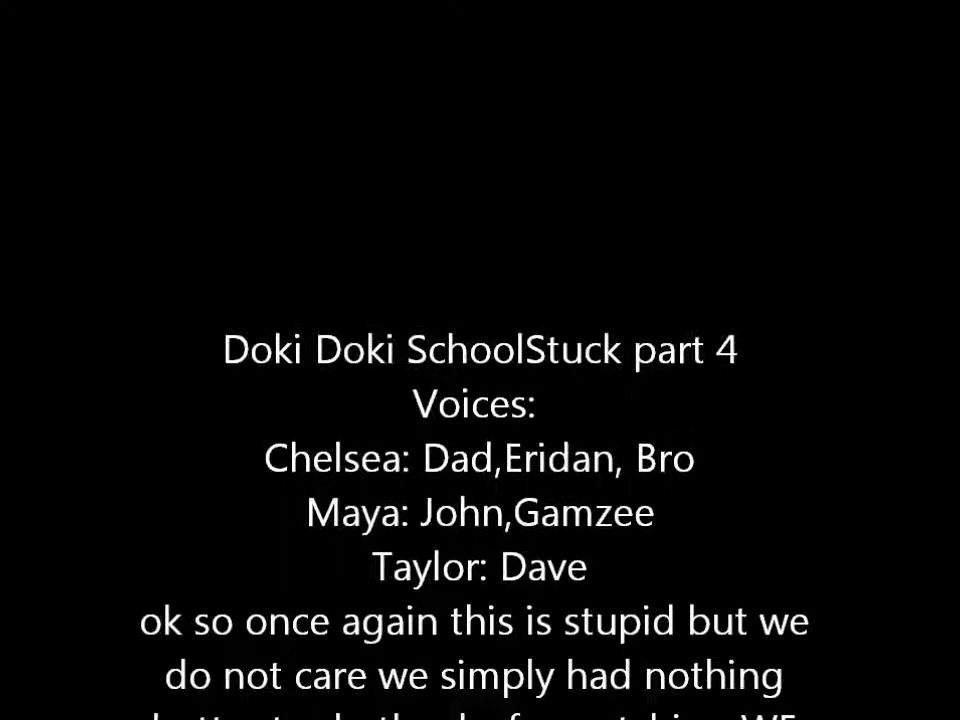 Doki Doki SchoolStuck part 4
Voices:
Chelsea: Dad,Eridan, Bro
Maya: John,Gamzee
Taylor: Dave
ok so once again this is stupid but we
do not care we simply had nothing